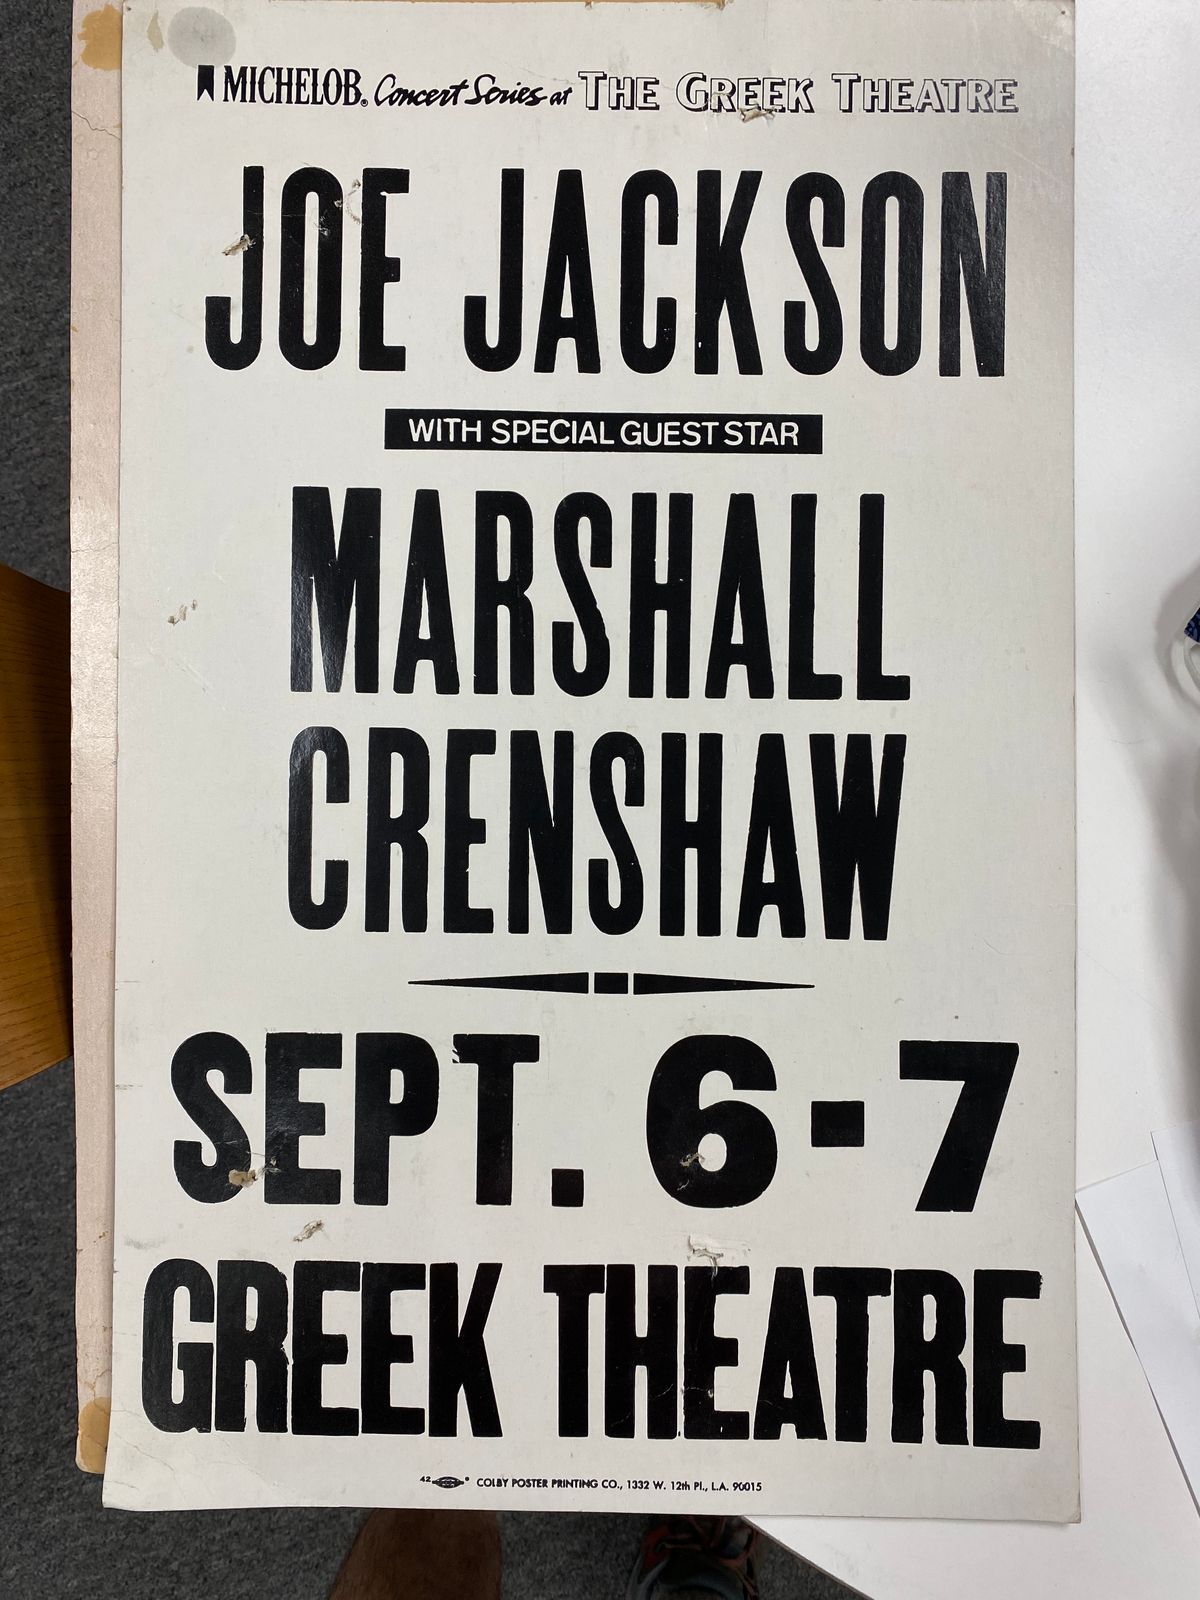 MICHELOB® Concert Series at THE GREEK THEATRE
JOE JACKSON
WITH SPECIAL GUEST STAR
MARSHALL
CRENSHAW
SEPT. 6-7
GREEK THEATRE
42 COLBY POSTER PRINTING CO., 1332 W. 12th Pl., L.A. 90015